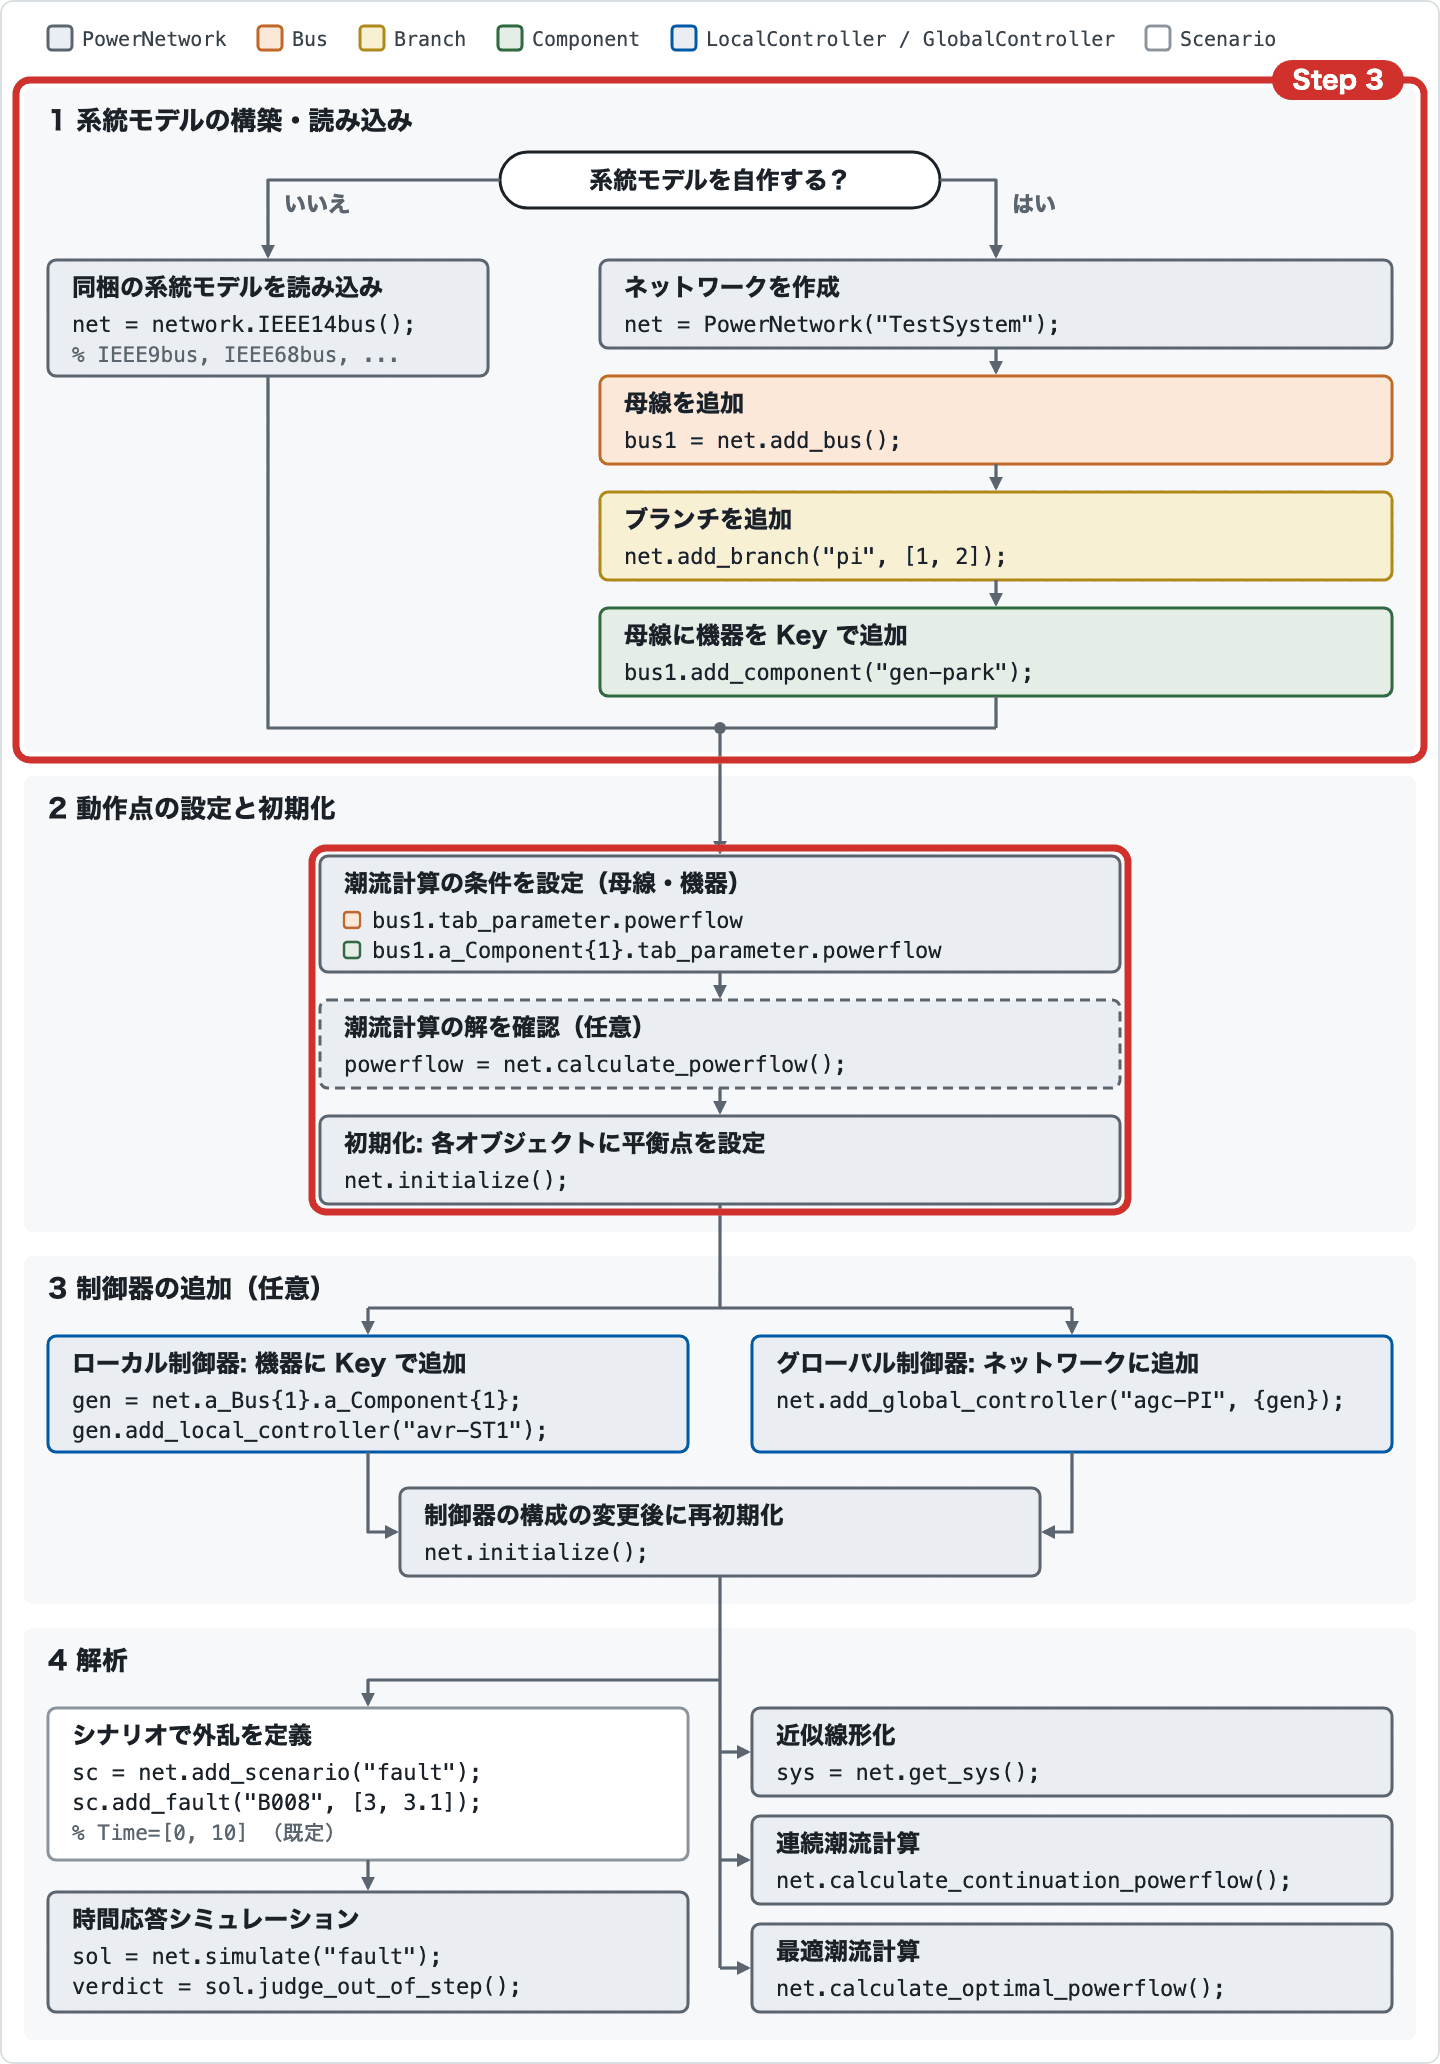 PowerNetwork
Bus
Branch
Component
LocalController / GlobalController
Scenario
Step 3
1 系統モデルの構築・読み込み
系統モデルを自作する？
いいえ
はい
同梱の系統モデルを読み込み
net = network.IEEE14bus();
% IEEE9bus, IEEE68bus, ...
ネットワークを作成
net = PowerNetwork("TestSystem");
母線を追加
bus1 = net.add_bus();
ブランチを追加
net.add_branch("pi", [1, 2]);
母線に機器を Key で追加
bus1.add_component("gen-park");
2 動作点の設定と初期化
潮流計算の条件を設定（母線・機器）
bus1.tab_parameter.powerflow
bus1.a_Component{1}.tab_parameter.powerflow
潮流計算の解を確認（任意）
powerflow = net.calculate_powerflow();
初期化: 各オブジェクトに平衡点を設定
net.initialize();
3 制御器の追加（任意）
ローカル制御器: 機器に Key で追加
gen = net.a_Bus{1}.a_Component{1};
gen.add_local_controller("avr-ST1");
グローバル制御器: ネットワークに追加
net.add_global_controller("agc-PI", {gen});
制御器の構成の変更後に再初期化
net.initialize();
4 解析
シナリオで外乱を定義
sc = net.add_scenario("fault");
sc.add_fault("B008", [3, 3.1]);
% Time=[0, 10] （既定）
時間応答シミュレーション
sol = net.simulate("fault");
verdict = sol.judge_out_of_step();
近似線形化
sys = net.get_sys();
連続潮流計算
net.calculate_continuation_powerflow();
最適潮流計算
net.calculate_optimal_powerflow();